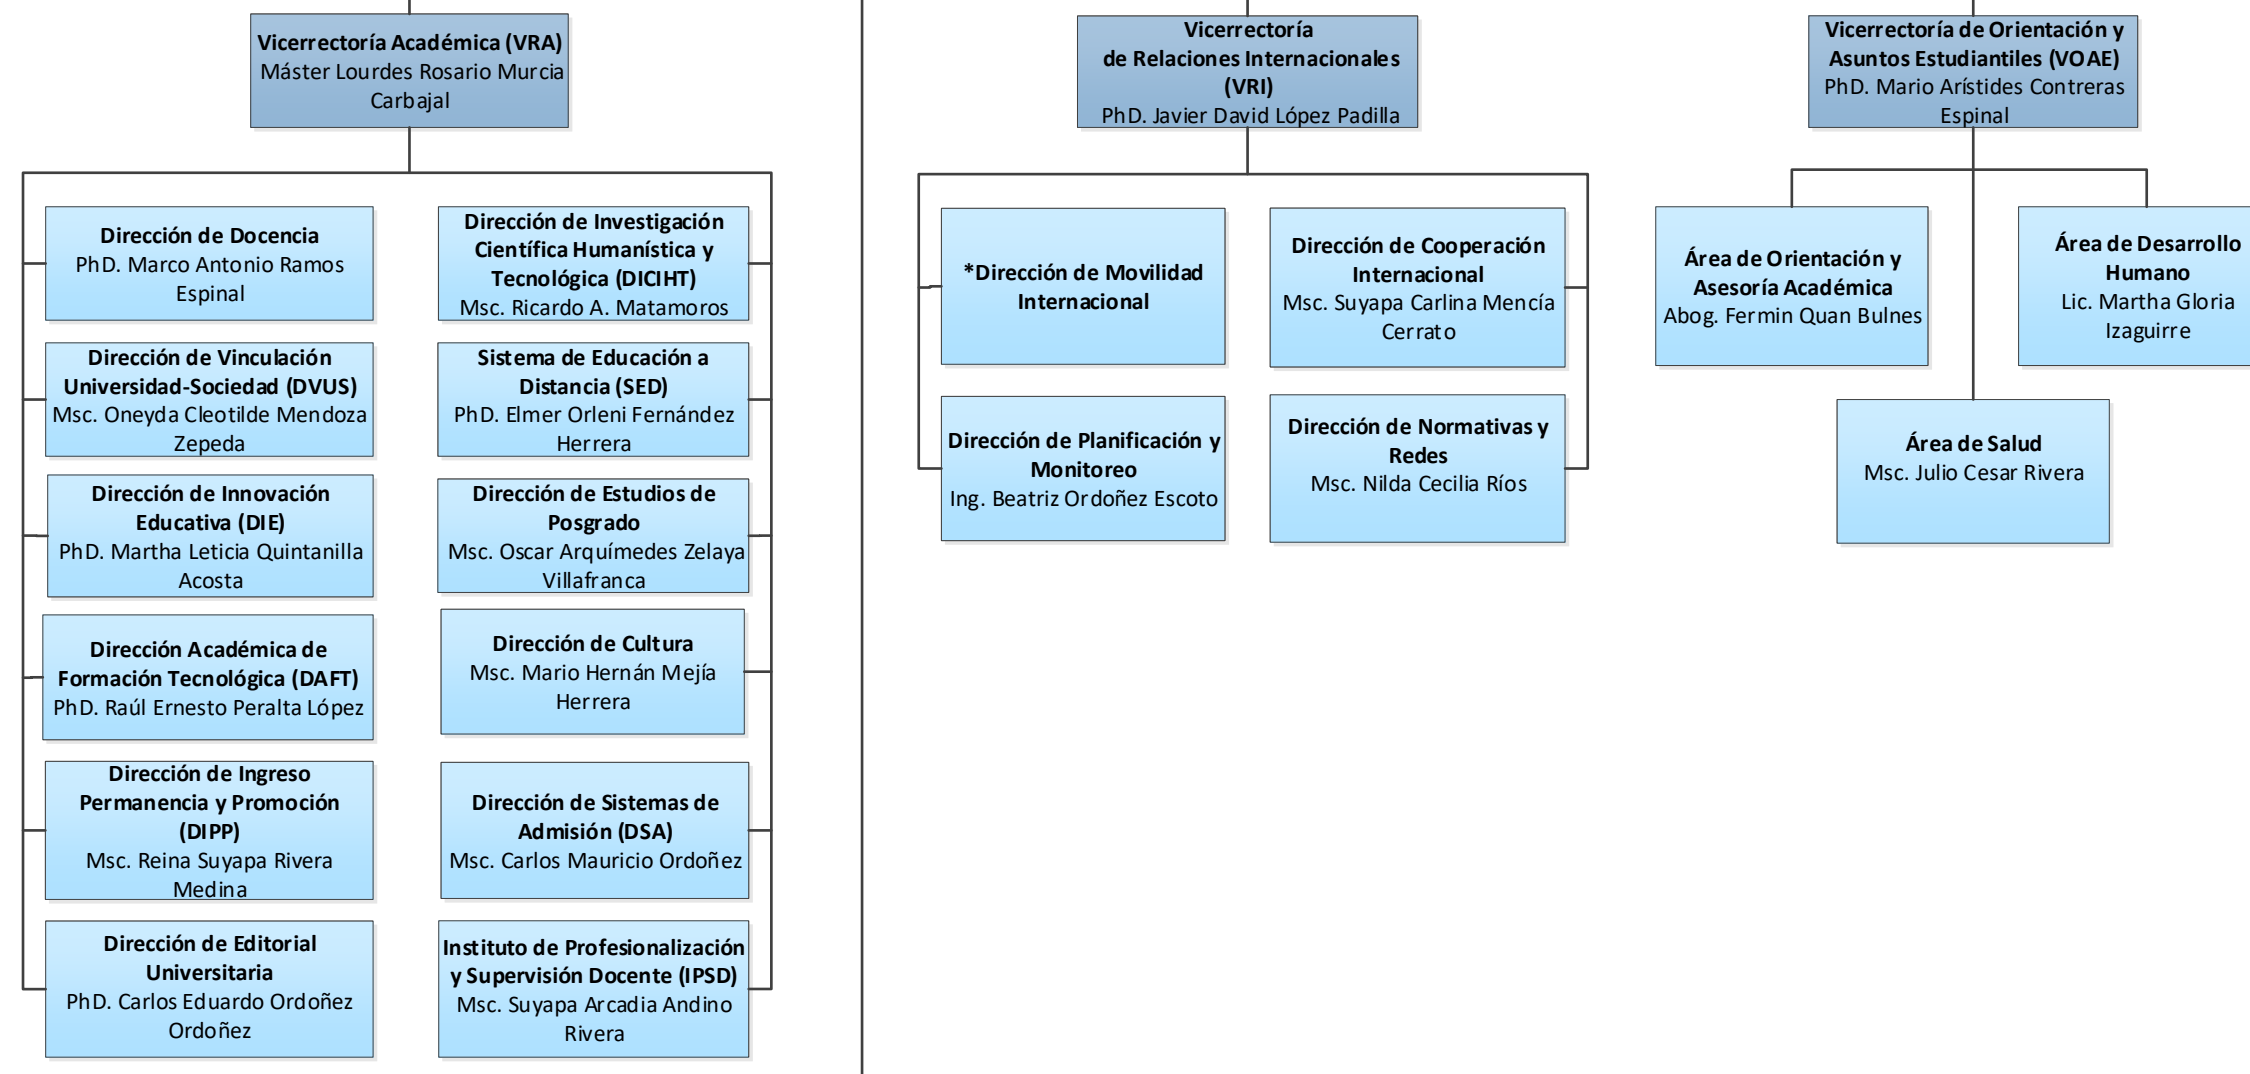 Vicerrectoría Académica (VRA)
Máster Lourdes Rosario Murcia
Carbajal
Dirección de Docencia
PhD. Marco Antonio Ramos
Espinal
Dirección de Investigación
Científica Humanística y
Tecnológica (DICIHT)
Msc. Ricardo A. Matamoros
Dirección de Vinculación
Universidad-Sociedad (DVUS)
Msc. Oneyda Cleotilde Mendoza
Zepeda
Sistema de Educación a
Distancia (SED)
PhD. Elmer Orleni Fernández
Herrera
Dirección de Innovación
Educativa (DIE)
PhD. Martha Leticia Quintanilla
Acosta
Dirección de Estudios de
Posgrado
Msc. Oscar Arquímedes Zelaya
Villafranca
Dirección Académica de
Formación Tecnológica (DAFT)
PhD. Raúl Ernesto Peralta López
Dirección de Cultura
Msc. Mario Hernán Mejía
Herrera
Dirección de Ingreso
Permanencia y Promoción
(DIPP)
Msc. Reina Suyapa Rivera
Medina
Dirección de Sistemas de
Admisión (DSA)
Msc. Carlos Mauricio Ordoñez
Dirección de Editorial
Universitaria
PhD. Carlos Eduardo Ordoñez
Ordoñez
Instituto de Profesionalización
y Supervisión Docente (IPSD)
Msc. Suyapa Arcadia Andino
Rivera
Vicerrectoría
de Relaciones Internacionales
(VRI)
PhD. Javier David López Padilla
*Dirección de Movilidad
Internacional
Dirección de Cooperación
Internacional
Msc. Suyapa Carlina Mencía
Cerrato
Dirección de Planificación y
Monitoreo
Ing. Beatriz Ordoñez Escoto
Dirección de Normativas y
Redes
Msc. Nilda Cecilia Ríos
Vicerrectoría de Orientación y
Asuntos Estudiantiles (VOAE)
PhD. Mario Arístides Contreras
Espinal
Área de Orientación y
Asesoría Académica
Abog. Fermin Quan Bulnes
Área de Desarrollo
Humano
Lic. Martha Gloria
Izaguirre
Área de Salud
Msc. Julio Cesar Rivera